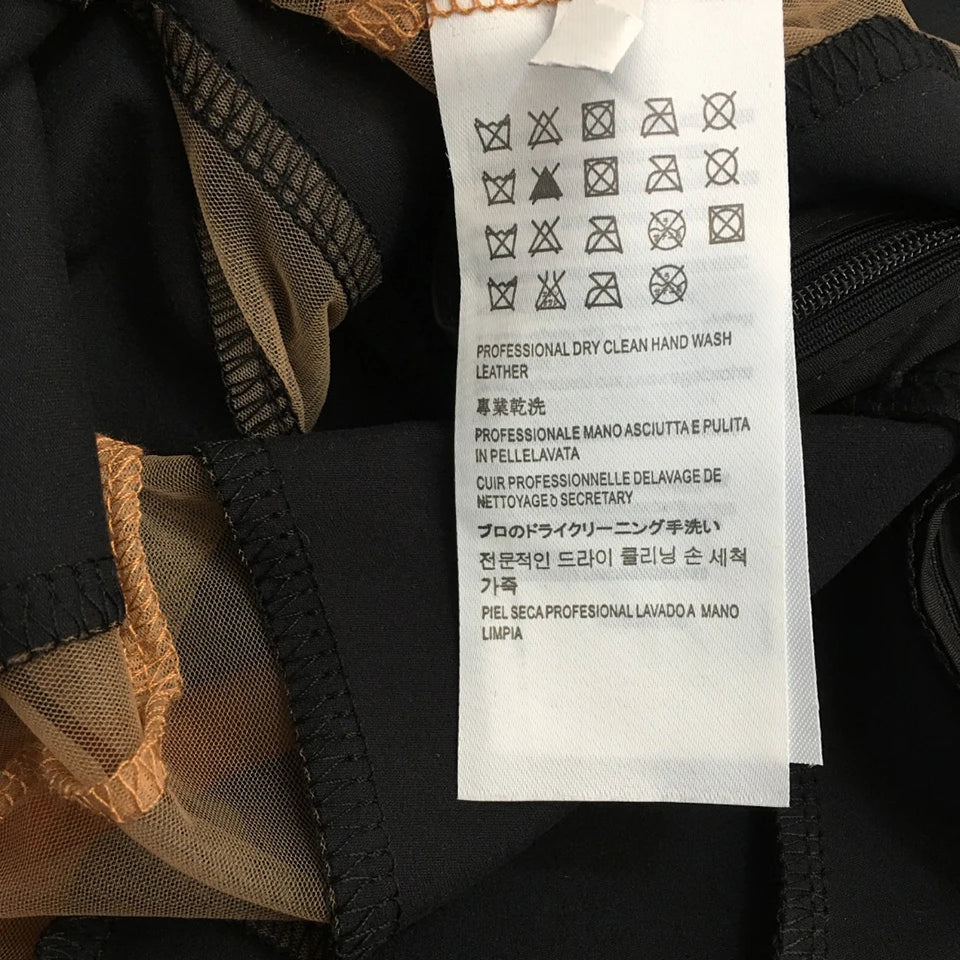 PROFESSIONAL DRY CLEAN HAND WASH
LEATHER
專業乾洗
PROFESSIONALE MANO ASCIUTTA E PULITA
IN PELLELAVATA
CUIR PROFESSIONNELLE DELAVAGE DE
NETTOYAGE à SECRETARY
プロのドライクリーニング手洗い
전문적인 드라이 클리닝 손 세척
가죽
PIEL SECA PROFESIONAL LAVADO A MANO
LIMPIA